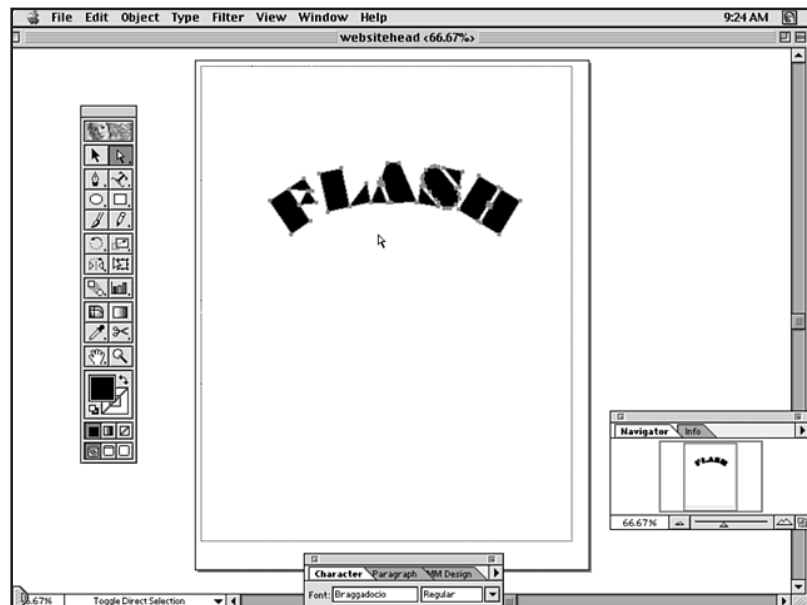 File Edit Object Type Filter View Window Help 9:24 AM
websitehead <66.67%>
FLASH
Navigator Info
FLASH
66.67%
Character Paragraph MM Design
Font: Braggadocio Regular
6.67% Toggle Direct Selection